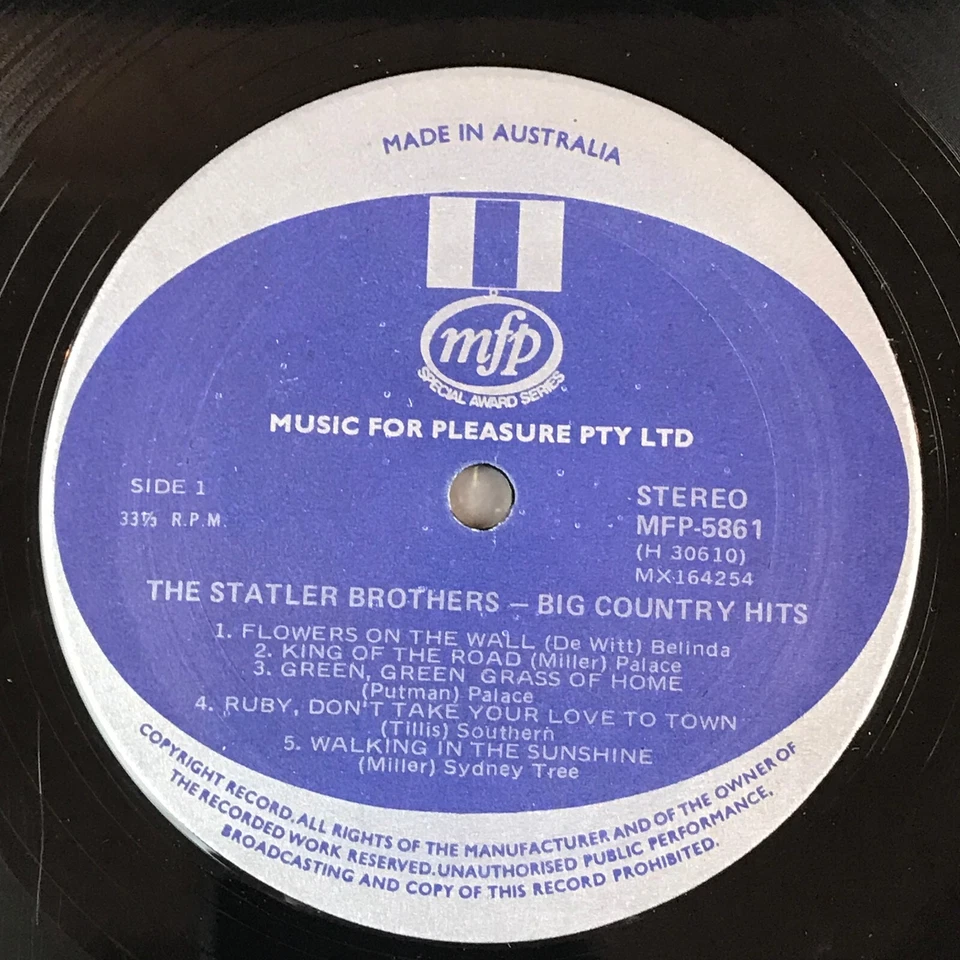 MADE IN AUSTRALIA
mfp
SPECIAL AWARD SERIES
MUSIC FOR PLEASURE PTY LTD
SIDE 1
33⅓ R.P.M.
STEREO
MFP-5861
(H 30610)
MX164254
THE STATLER BROTHERS — BIG COUNTRY HITS
1. FLOWERS ON THE WALL (De Witt) Belinda
2. KING OF THE ROAD (Miller) Palace
3. GREEN, GREEN GRASS OF HOME
(Putman) Palace
4. RUBY, DON'T TAKE YOUR LOVE TO TOWN
(Tillis) Southern
5. WALKING IN THE SUNSHINE
(Miller) Sydney Tree
COPYRIGHT RECORD. ALL RIGHTS OF THE MANUFACTURER AND OF THE OWNER OF
THE RECORDED WORK RESERVED. UNAUTHORISED PUBLIC PERFORMANCE,
BROADCASTING AND COPY OF THIS RECORD PROHIBITED.